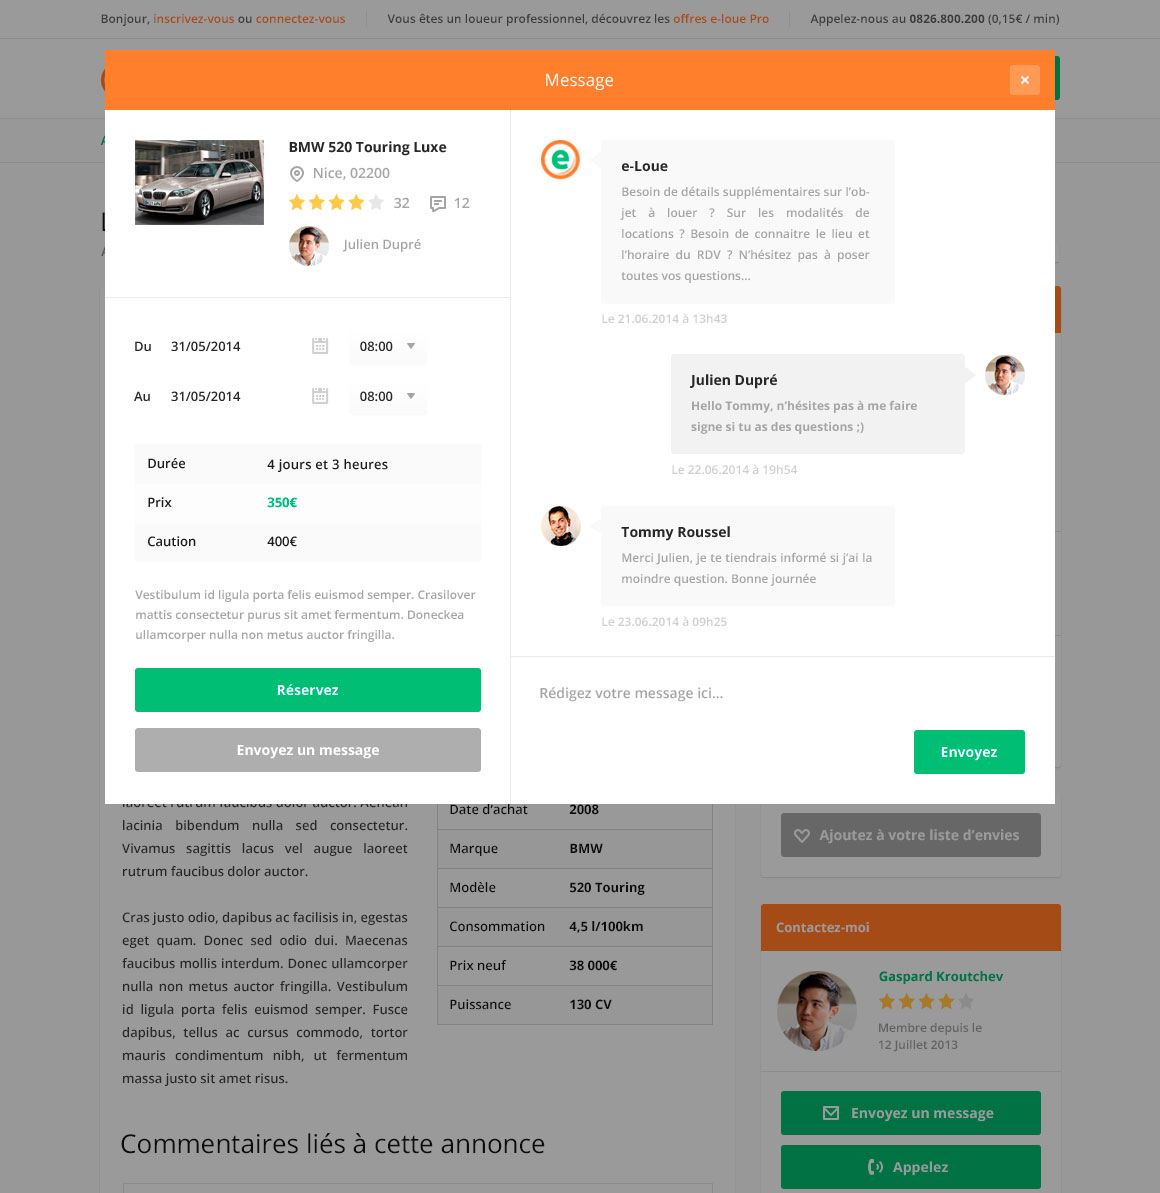 Bonjour, inscrivez-vous ou connectez-vous
Vous êtes un loueur professionnel, découvrez les offres e-loue Pro
Appelez-nous au 0826.800.200 (0,15€ / min)
Message
BMW 520 Touring Luxe
Nice, 02200
32
12
Julien Dupré
Du 31/05/2014 08:00
Au 31/05/2014 08:00
Durée 4 jours et 3 heures
Prix 350€
Caution 400€
Vestibulum id ligula porta felis euismod semper. Crasilover
mattis consectetur purus sit amet fermentum. Doneckea
ullamcorper nulla non metus auctor fringilla.
Réservez
Envoyez un message
e
e-Loue
Besoin de détails supplémentaires sur l’ob-
jet à louer ? Sur les modalités de
locations ? Besoin de connaitre le lieu et
l’horaire du RDV ? N’hésitez pas à poser
toutes vos questions...
Le 21.06.2014 à 13h43
Julien Dupré
Hello Tommy, n’hésites pas à me faire
signe si tu as des questions ;)
Le 22.06.2014 à 19h54
Tommy Roussel
Merci Julien, je te tiendrais informé si j’ai la
moindre question. Bonne journée
Le 23.06.2014 à 09h25
Rédigez votre message ici...
Envoyez
laoreet rutrum faucibus dolor auctor. Aenean
lacinia bibendum nulla sed consectetur.
Vivamus sagittis lacus vel augue laoreet
rutrum faucibus dolor auctor.
Cras justo odio, dapibus ac facilisis in, egestas
eget quam. Donec sed odio dui. Maecenas
faucibus mollis interdum. Donec ullamcorper
nulla non metus auctor fringilla. Vestibulum
id ligula porta felis euismod semper. Fusce
dapibus, tellus ac cursus commodo, tortor
mauris condimentum nibh, ut fermentum
massa justo sit amet risus.
Date d’achat 2008
Marque BMW
Modèle 520 Touring
Consommation 4,5 l/100km
Prix neuf 38 000€
Puissance 130 CV
Commentaires liés à cette annonce
Ajoutez à votre liste d’envies
Contactez-moi
Gaspard Kroutchev
Membre depuis le
12 Juillet 2013
Envoyez un message
Appelez